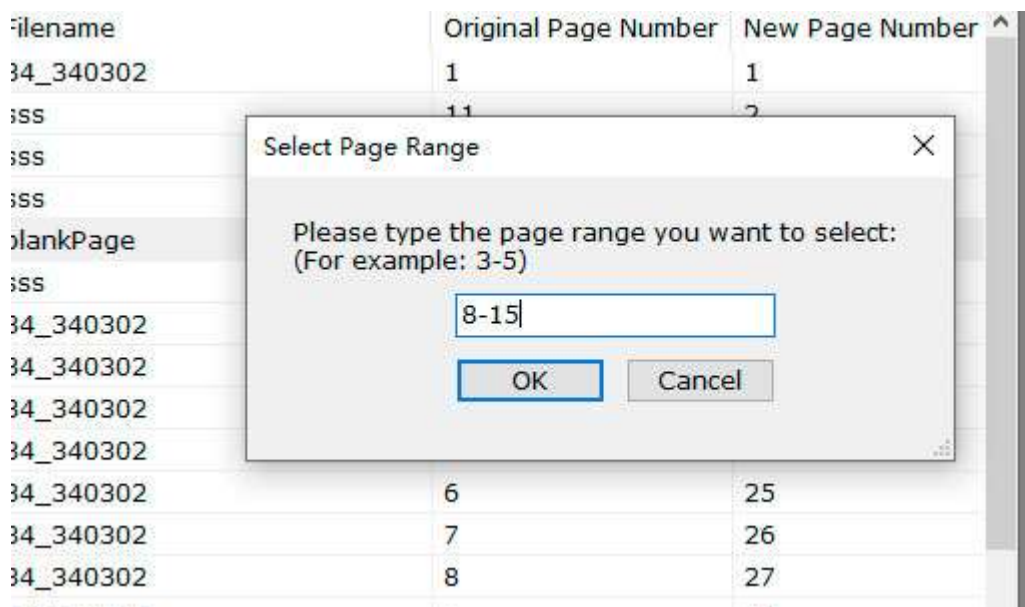 Filename Original Page Number New Page Number
34_340302 1 1
sss 11 2
sss
sss
blankPage
sss
34_340302
34_340302
34_340302
34_340302
34_340302 6 25
34_340302 7 26
34_340302 8 27
Select Page Range
Please type the page range you want to select:
(For example: 3-5)
8-15
OK Cancel